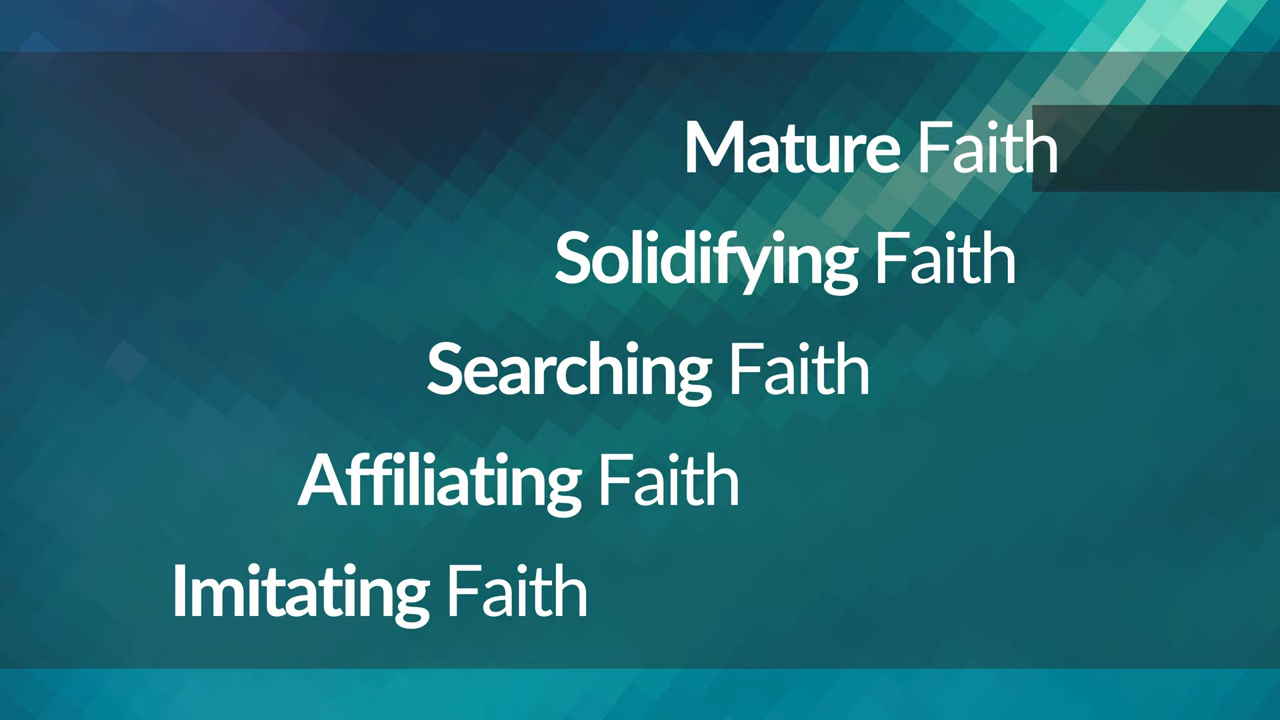 Mature Faith
Solidifying Faith
Searching Faith
Affiliating Faith
Imitating Faith